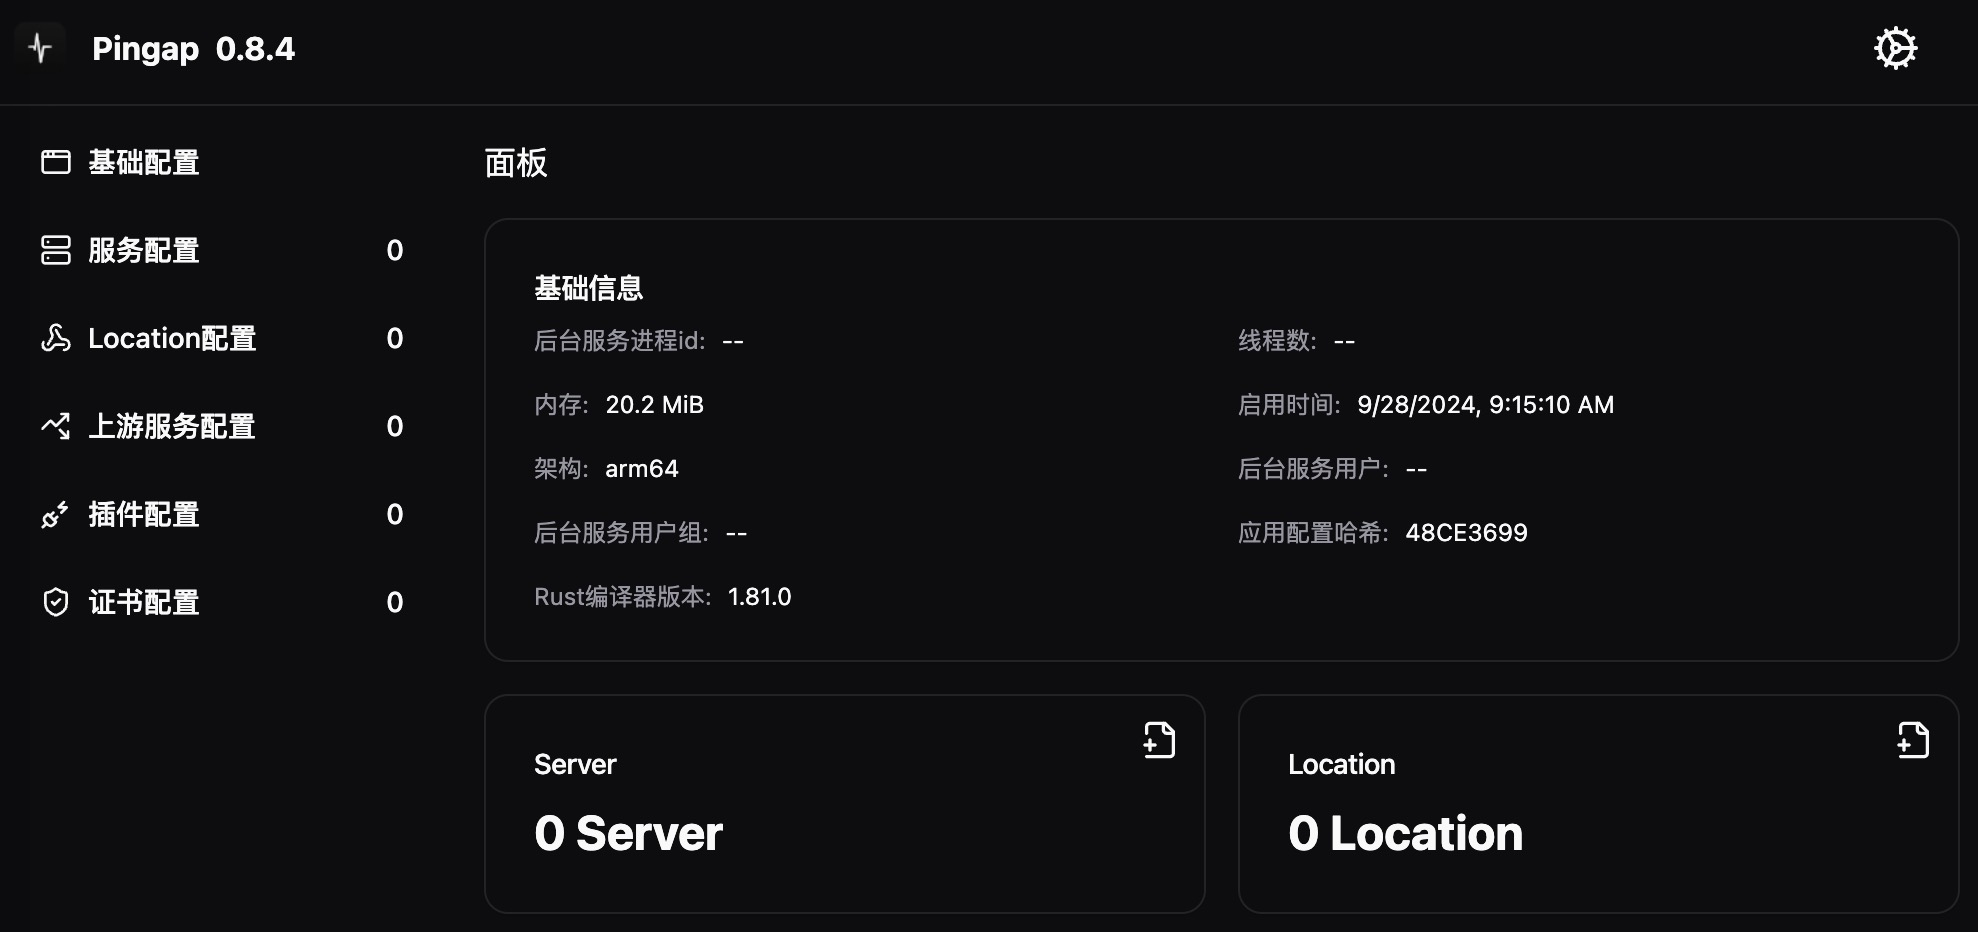 Pingap 0.8.4
基础配置
服务配置 0
Location配置 0
上游服务配置 0
插件配置 0
证书配置 0
面板
基础信息
后台服务进程id: --
线程数: --
内存: 20.2 MiB
启用时间: 9/28/2024, 9:15:10 AM
架构: arm64
后台服务用户: --
后台服务用户组: --
应用配置哈希: 48CE3699
Rust编译器版本: 1.81.0
Server
0 Server
Location
0 Location